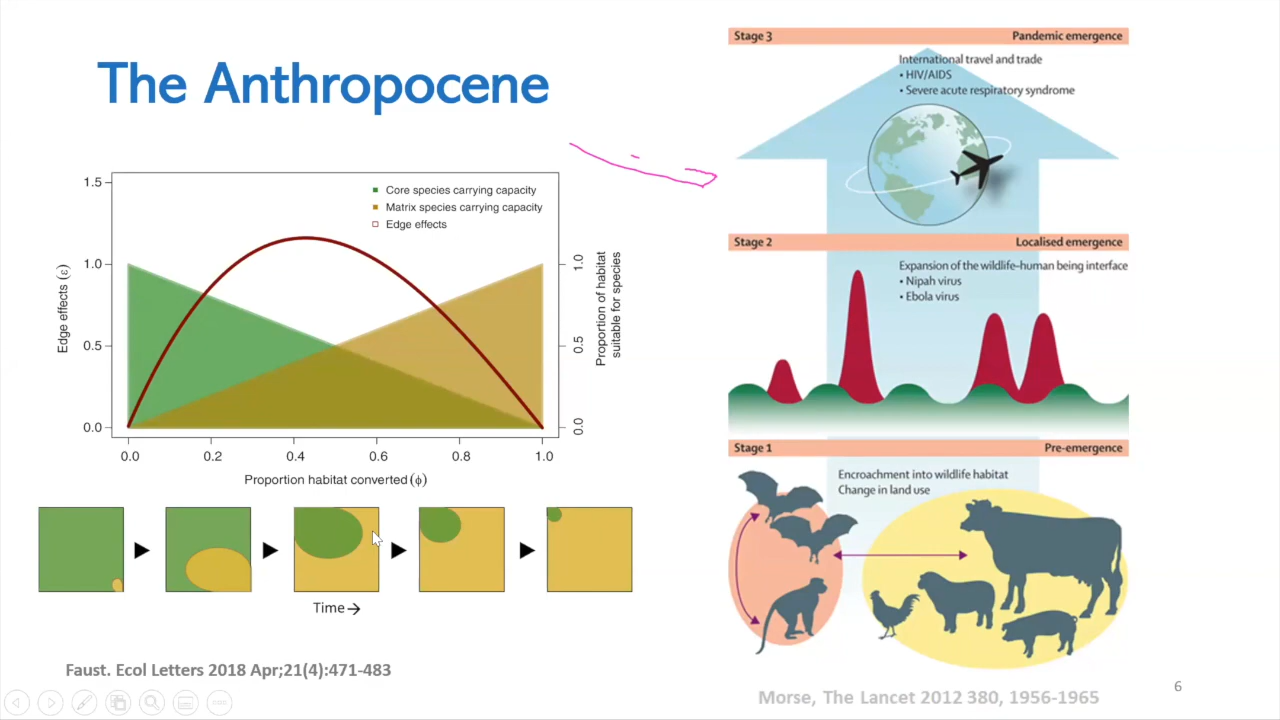 The Anthropocene
1.5
1.0
0.5
0.0
Edge effects (ε)
Core species carrying capacity
Matrix species carrying capacity
Edge effects
1.0
0.5
0.0
Proportion of habitat
suitable for species
0.0 0.2 0.4 0.6 0.8 1.0
Proportion habitat converted (ϕ)
Time→
Faust. Ecol Letters 2018 Apr;21(4):471-483
Stage 3 Pandemic emergence
International travel and trade
• HIV/AIDS
• Severe acute respiratory syndrome
Stage 2 Localised emergence
Expansion of the wildlife–human being interface
• Nipah virus
• Ebola virus
Stage 1 Pre-emergence
Encroachment into wildlife habitat
Change in land use
Morse, The Lancet 2012 380, 1956-1965
6